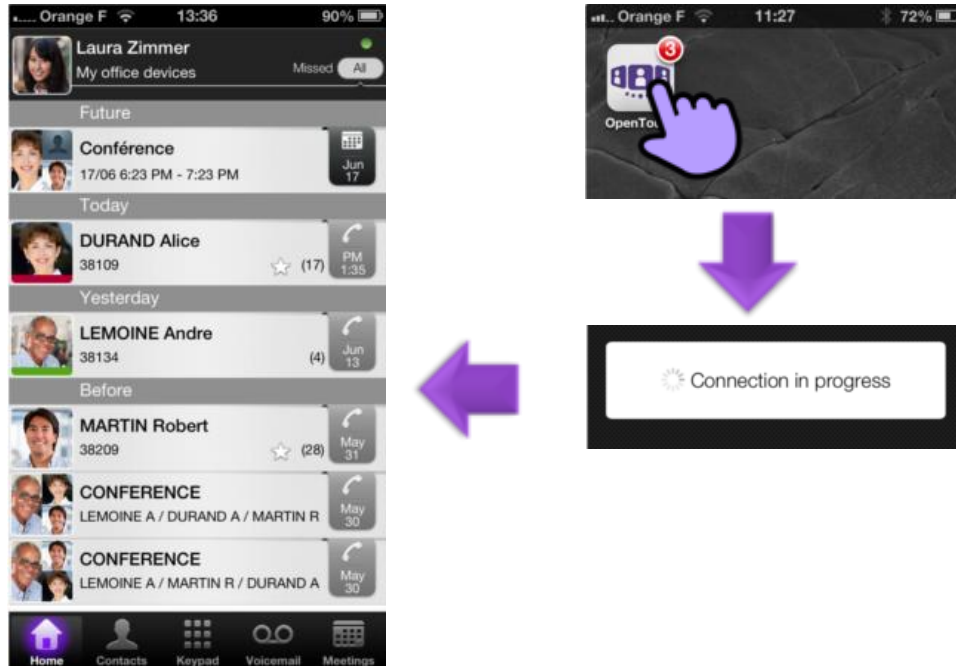 Orange F 13:36 90%
Laura Zimmer
My office devices Missed All
Future
Conférence
17/06 6:23 PM - 7:23 PM
Jun
17
Today
DURAND Alice
38109 (17)
PM
1:35
Yesterday
LEMOINE Andre
38134 (4)
Jun
13
Before
MARTIN Robert
38209 (28)
May
31
CONFERENCE
LEMOINE A / DURAND A / MARTIN R
May
30
CONFERENCE
LEMOINE A / MARTIN R / DURAND A
May
30
Home Contacts Keypad Voicemail Meetings
Orange F 11:27 72%
3
OpenTou
Connection in progress